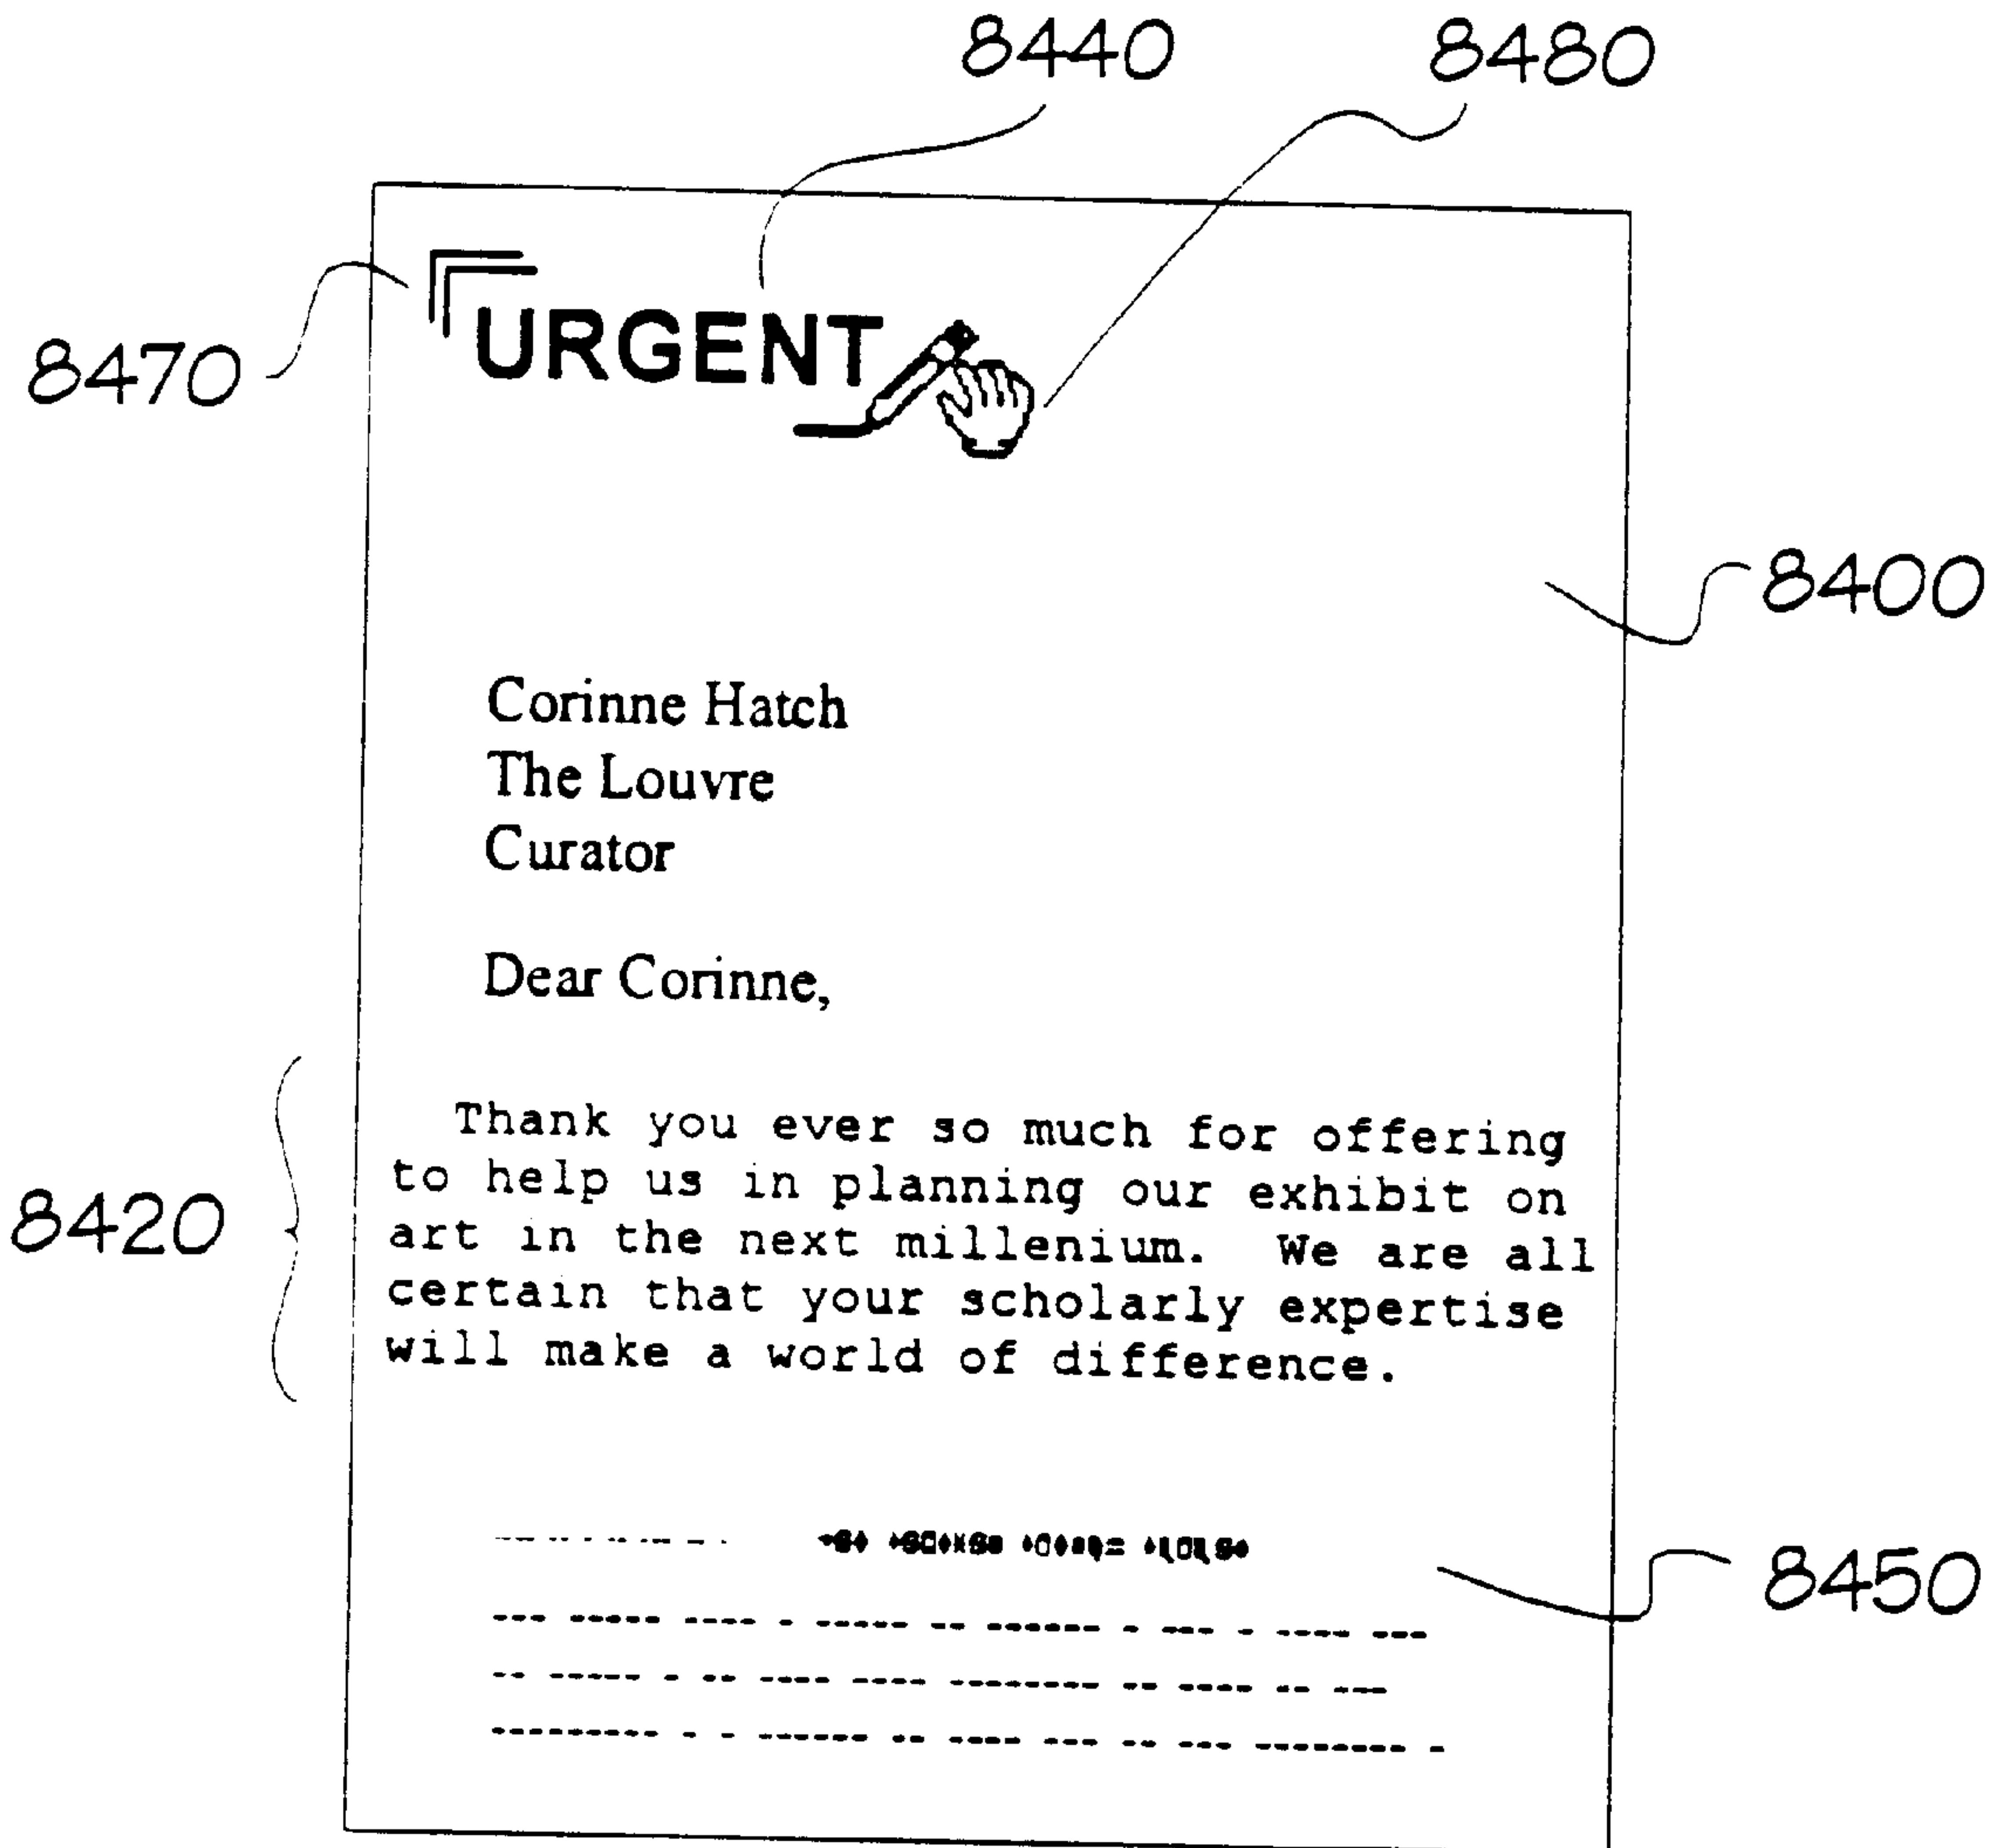 8440 8480
8470
URGENT
8400
Corinne Hatch
The Louvre
Curator
Dear Corinne,
Thank you ever so much for offering
to help us in planning our exhibit on
art in the next millenium. We are all
certain that your scholarly expertise
will make a world of difference.
8420
8450